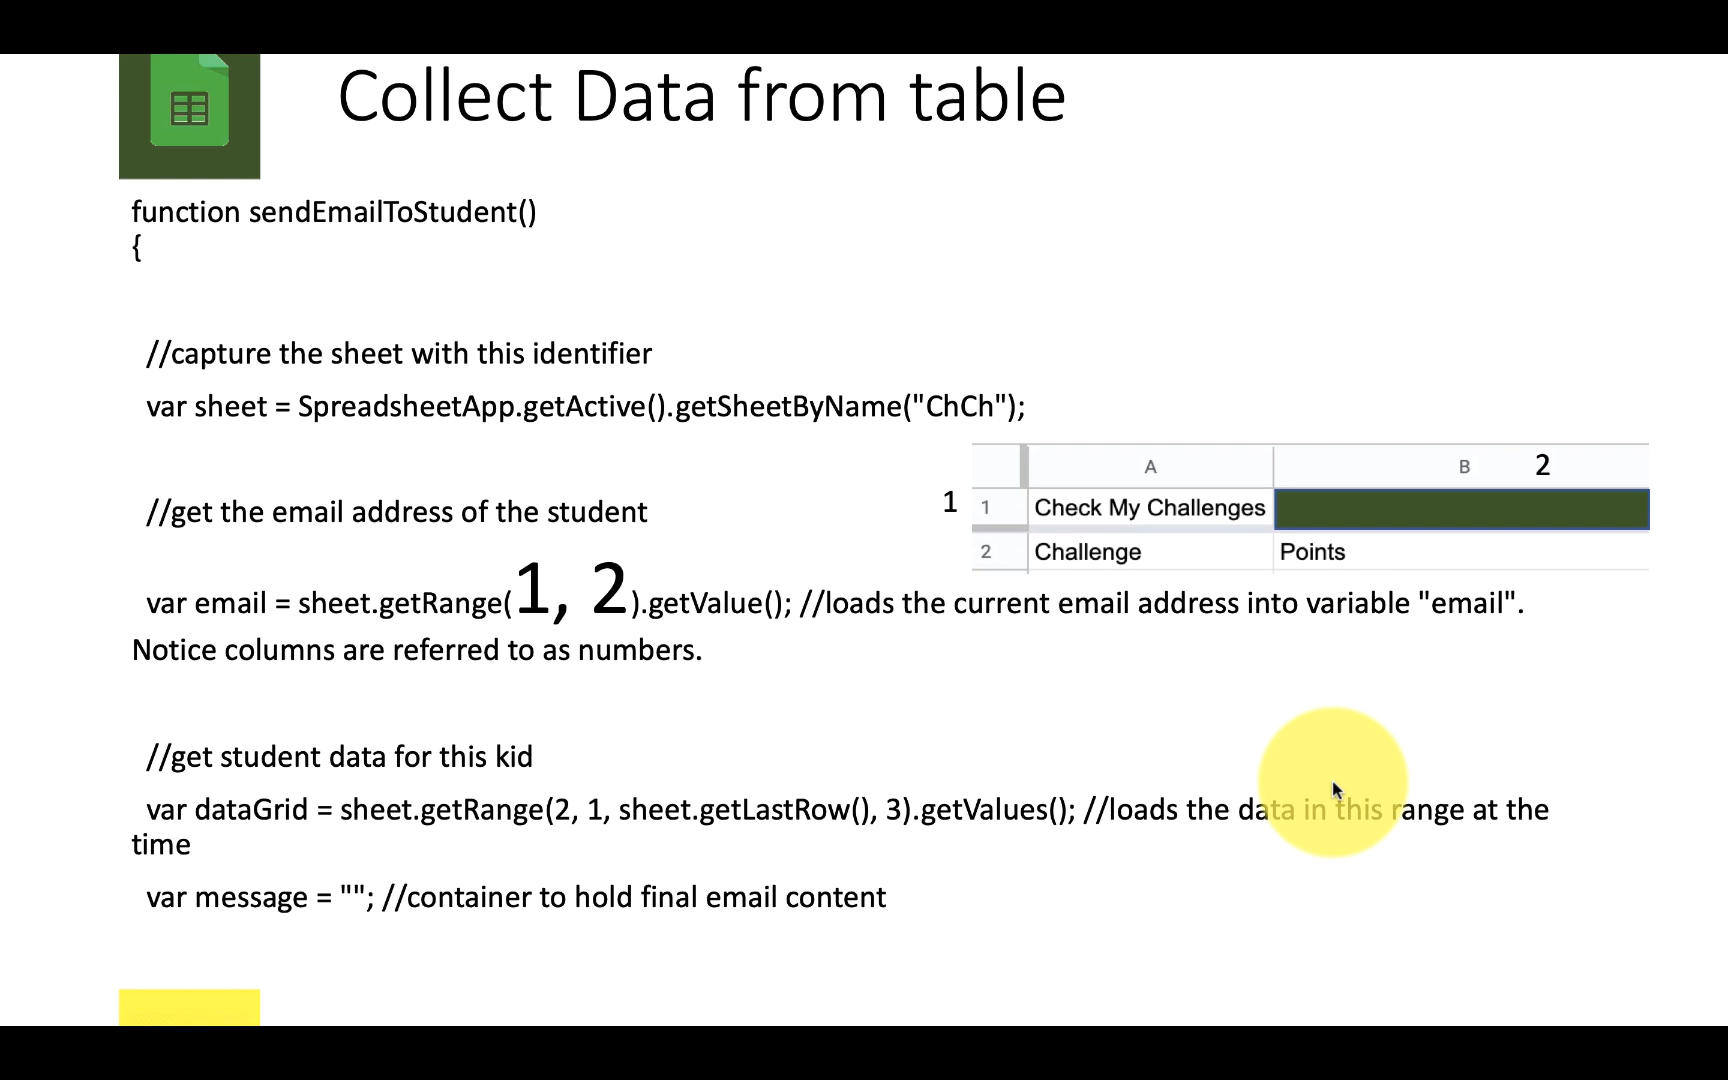 Collect Data from table
function sendEmailToStudent()
{
//capture the sheet with this identifier
var sheet = SpreadsheetApp.getActive().getSheetByName("ChCh");
A B 2
//get the email address of the student
1 1 Check My Challenges
2 Challenge Points
var email = sheet.getRange(1, 2).getValue(); //loads the current email address into variable "email".
Notice columns are referred to as numbers.
//get student data for this kid
var dataGrid = sheet.getRange(2, 1, sheet.getLastRow(), 3).getValues(); //loads the data in this range at the
time
var message = ""; //container to hold final email content